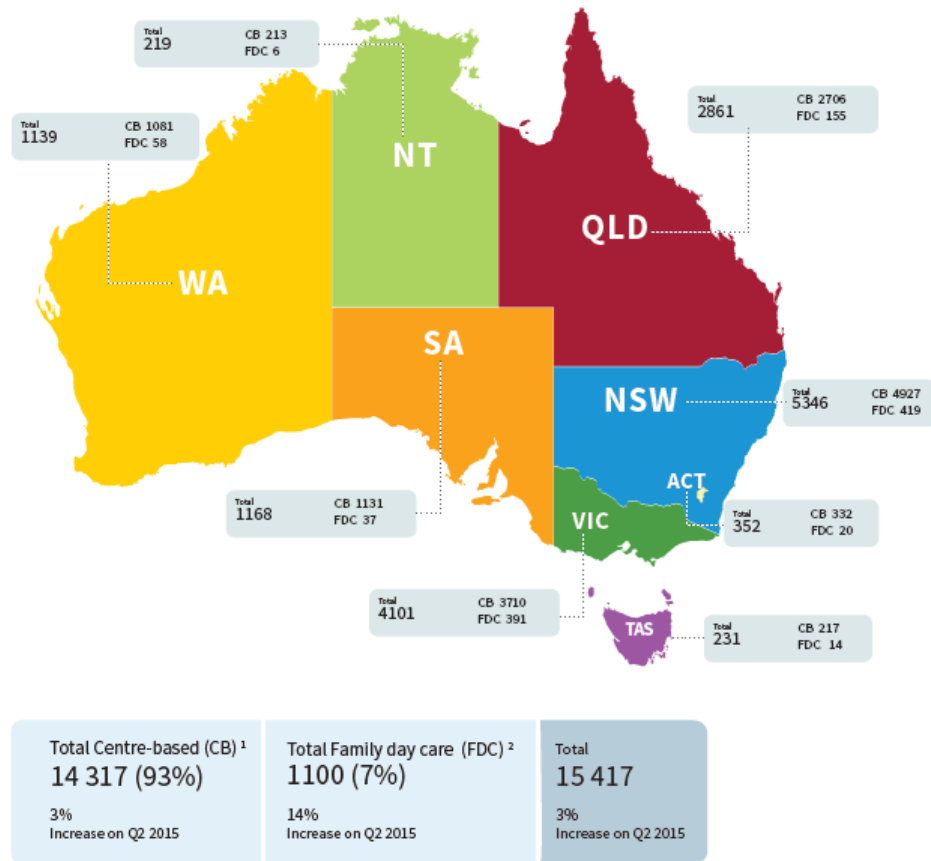 Total
219
CB 213
FDC 6
Total
2861
CB 2706
FDC 155
Total
1139
CB 1081
FDC 58
NT
QLD
WA
SA
NSW
Total
5346
CB 4927
FDC 419
ACT
Total
1168
CB 1131
FDC 37
VIC
Total
352
CB 332
FDC 20
Total
4101
CB 3710
FDC 391
TAS
Total
231
CB 217
FDC 14
Total Centre-based (CB) ¹
14 317 (93%)
3%
Increase on Q2 2015
Total Family day care (FDC) ²
1100 (7%)
14%
Increase on Q2 2015
Total
15 417
3%
Increase on Q2 2015